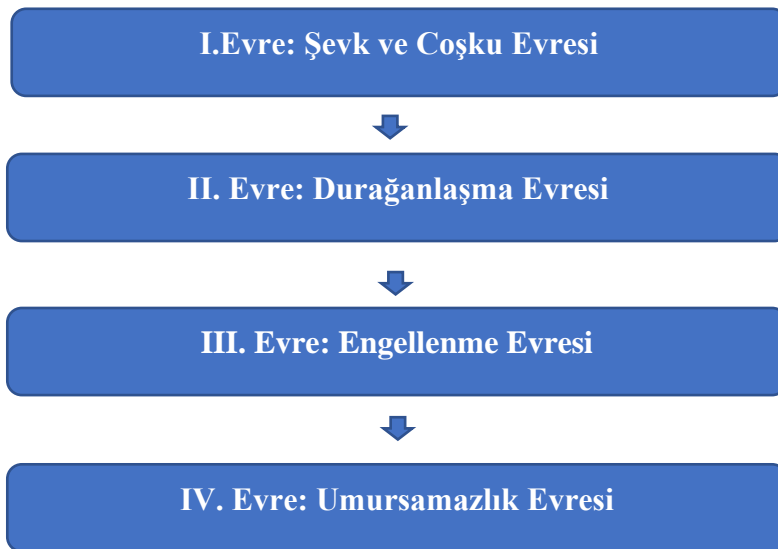 I.Evre: Şevk ve Coşku Evresi
II. Evre: Durağanlaşma Evresi
III. Evre: Engellenme Evresi
IV. Evre: Umursamazlık Evresi